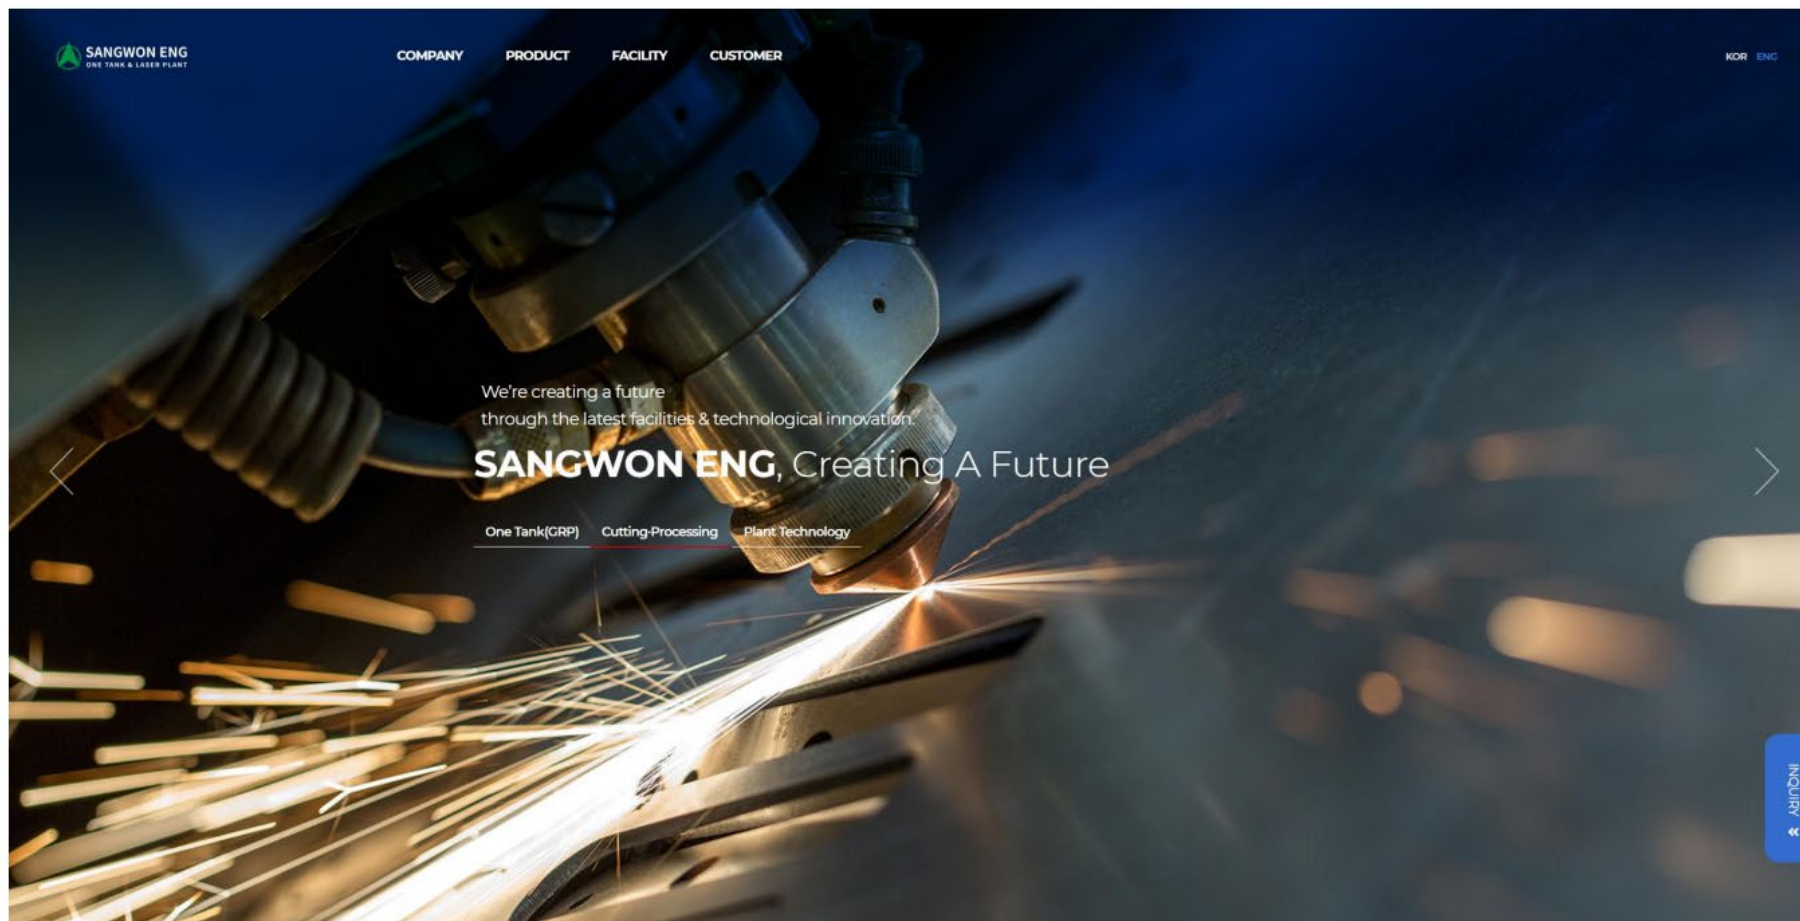 SANGWON ENG
ONE TANK & LASER PLANT
COMPANY PRODUCT FACILITY CUSTOMER
KOR ENG
We're creating a future
through the latest facilities & technological innovation.
SANGWON ENG, Creating A Future
One Tank(GRP) Cutting·Processing Plant Technology
INQUIRY «